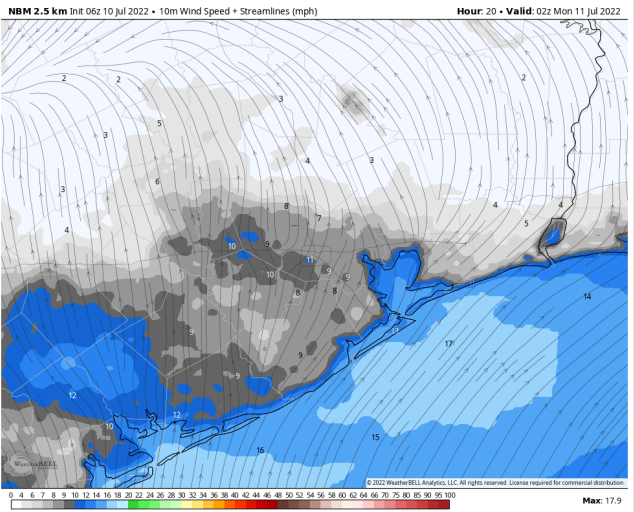 NBM 2.5 km Init 06z 10 Jul 2022 • 10m Wind Speed + Streamlines (mph)
Hour: 20 • Valid: 02z Mon 11 Jul 2022
2 2 2
3
5
3
4 3
6
3
8 4 4
7 5
4
10 9
11
10 9 9
14
8 8
9 13
17
9
9
12
12
10
15
16
WeatherBELL
© 2022 WeatherBELL Analytics, LLC. All rights reserved. License required for commercial distribution.
0 4 6 7 8 9 10 12 14 16 18 20 22 24 26 28 30 32 34 36 38 40 42 44 46 48 50 52 54 56 58 60 62 64 66 70 75 80 85 90 95 100
Max: 17.9